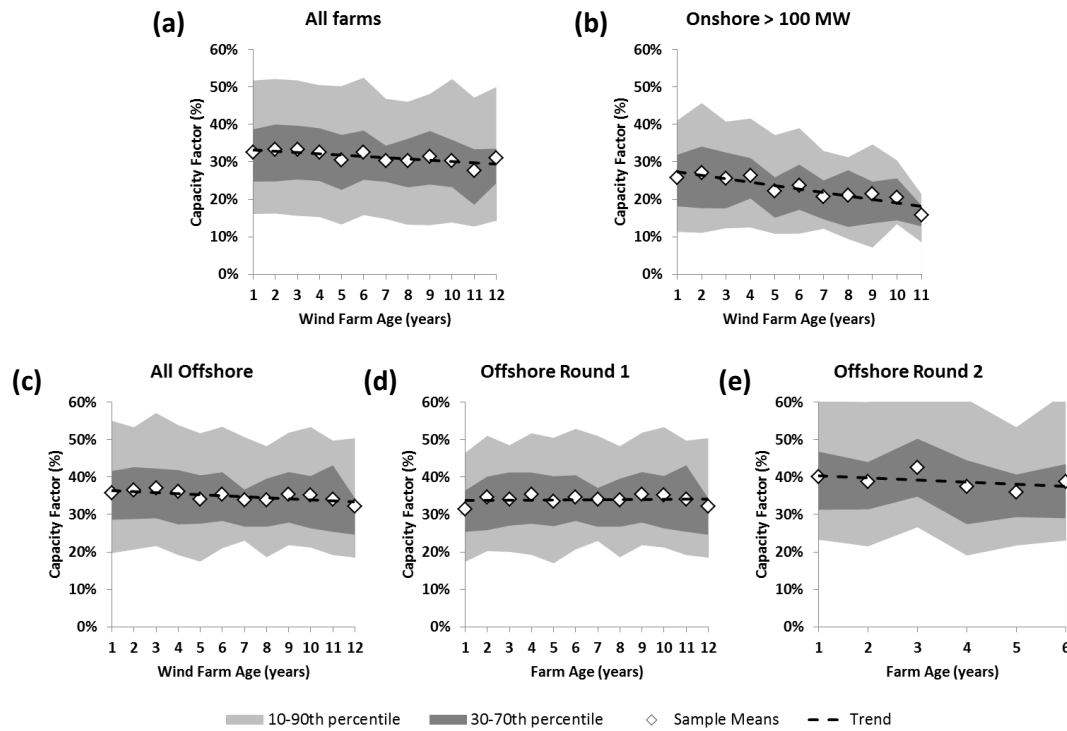 (a) All farms
Capacity Factor (%)
60%
50%
40%
30%
20%
10%
0%
1 2 3 4 5 6 7 8 9 10 11 12
Wind Farm Age (years)
(b) Onshore > 100 MW
Capacity Factor (%)
60%
50%
40%
30%
20%
10%
0%
1 2 3 4 5 6 7 8 9 10 11
Wind Farm Age (years)
(c) All Offshore
Capacity Factor (%)
60%
50%
40%
30%
20%
10%
0%
1 2 3 4 5 6 7 8 9 10 11 12
Wind Farm Age (years)
(d) Offshore Round 1
Capacity Factor (%)
60%
50%
40%
30%
20%
10%
0%
1 2 3 4 5 6 7 8 9 10 11 12
Farm Age (years)
(e) Offshore Round 2
Capacity Factor (%)
60%
50%
40%
30%
20%
10%
0%
1 2 3 4 5 6
Farm Age (years)
10-90th percentile 30-70th percentile Sample Means Trend